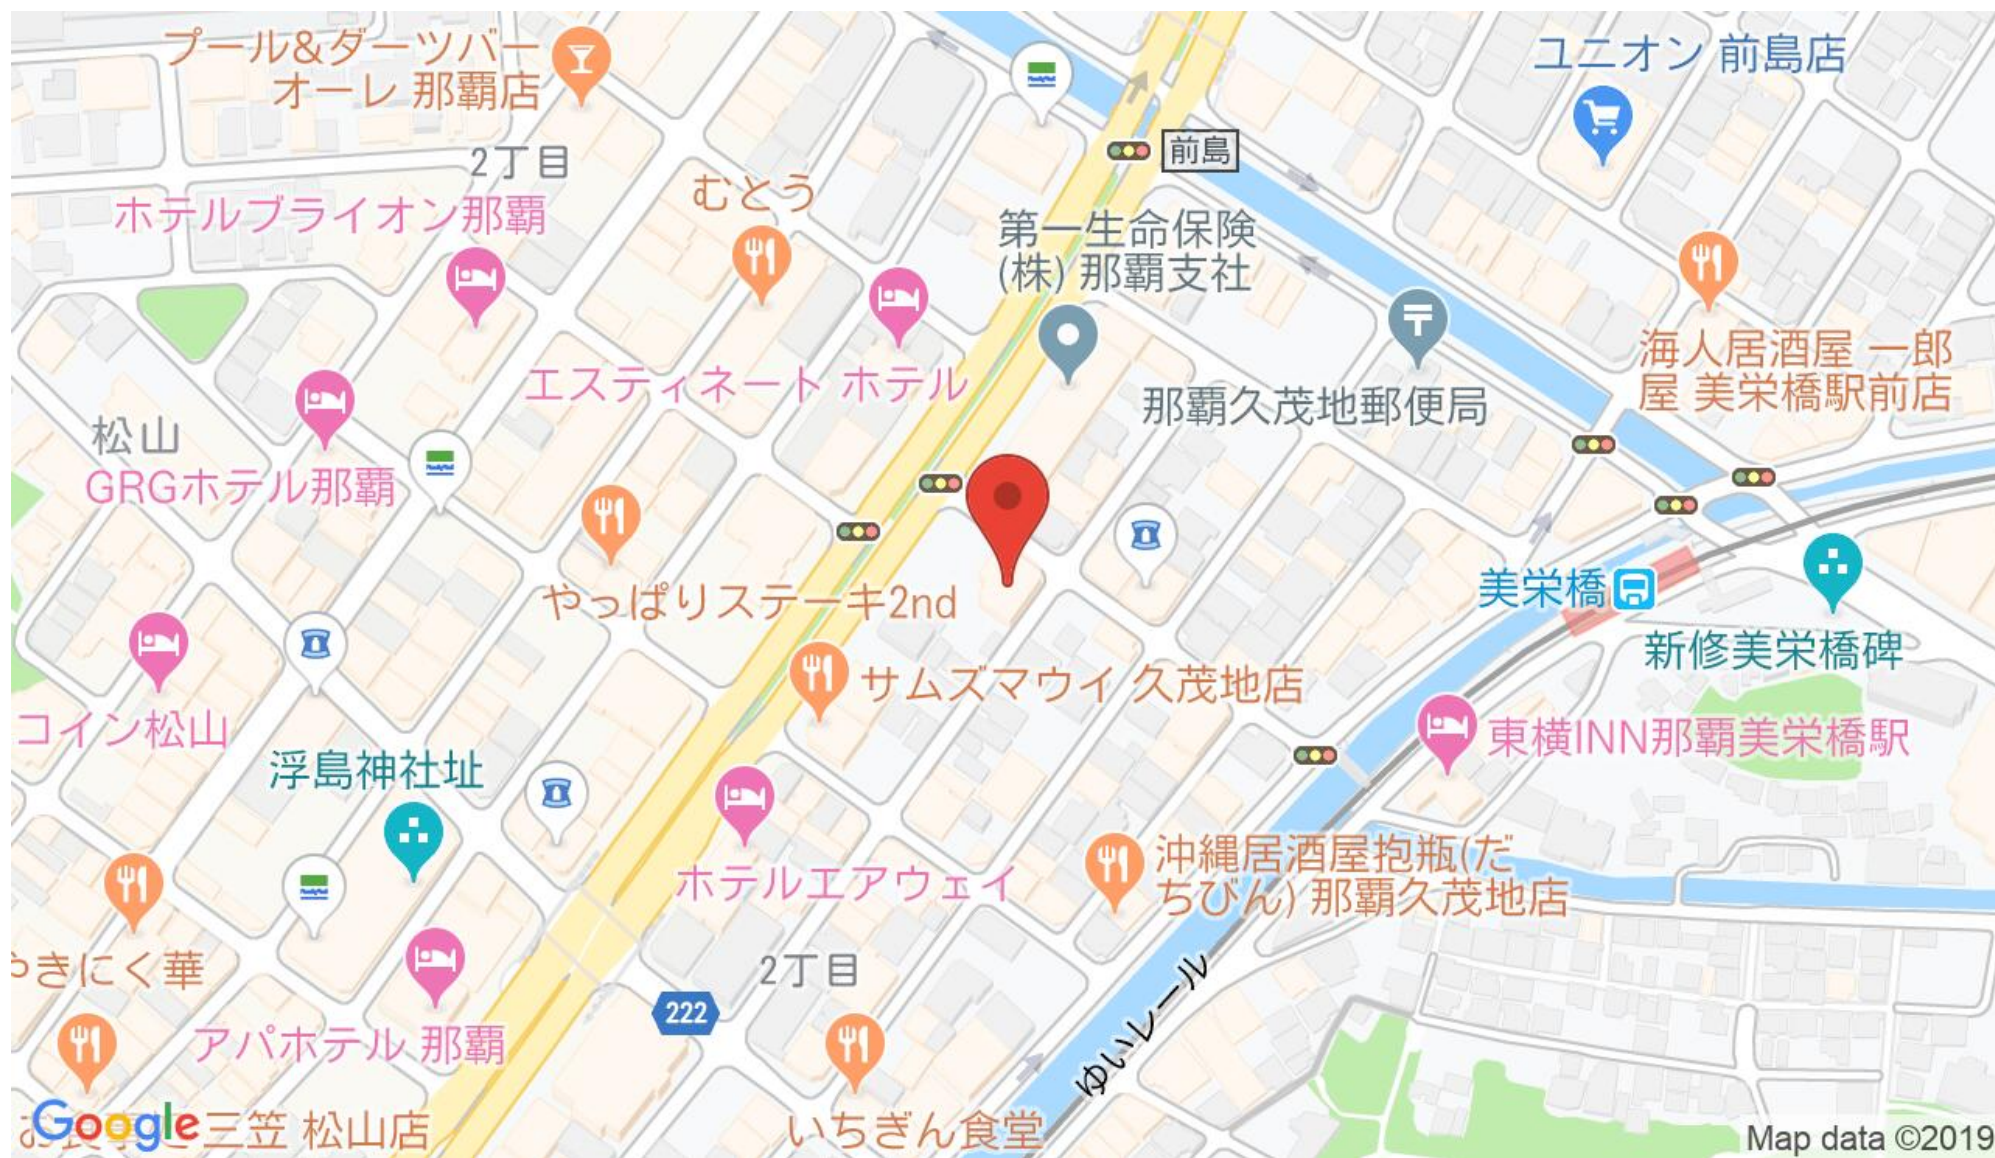 プール&ダーツバー
オーレ 那覇店
ユニオン 前島店
2丁目
前島
むとう
ホテルブライオン那覇
第一生命保険
(株) 那覇支社
海人居酒屋 一郎
屋 美栄橋駅前店
エスティネート ホテル
那覇久茂地郵便局
松山
GRGホテル那覇
やっぱりステーキ2nd
美栄橋
新修美栄橋碑
サムズマウイ 久茂地店
コイン松山
東横INN那覇美栄橋駅
浮島神社址
沖縄居酒屋抱瓶(だ
ちびん) 那覇久茂地店
ホテルエアウェイ
やきにく華
2丁目
ゆいレール
222
アパホテル 那覇
いちぎん食堂
Google
三笠 松山店
Map data ©2019